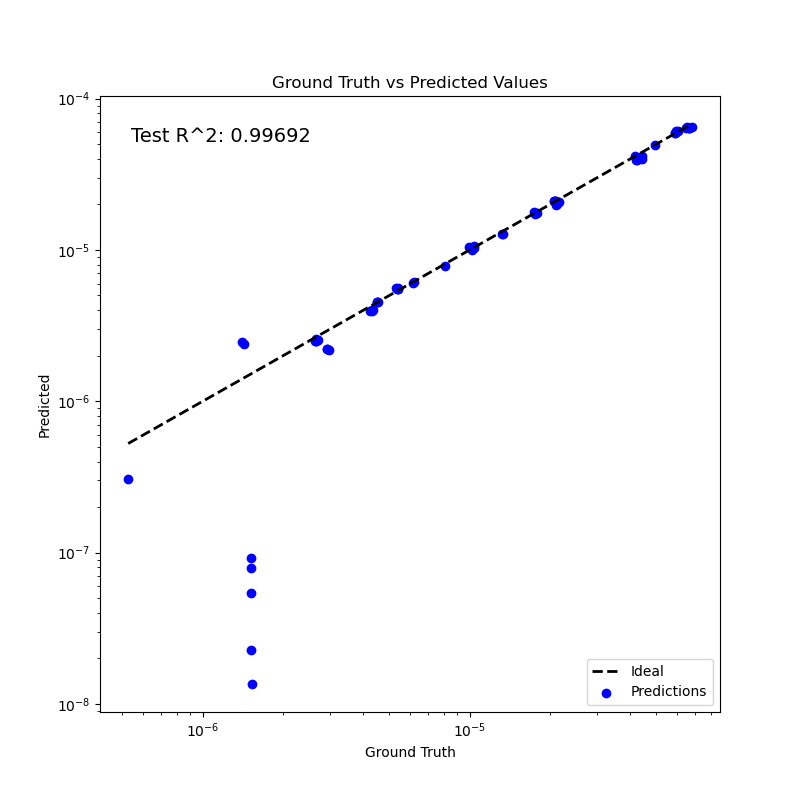 Ground Truth vs Predicted Values
Test R^2: 0.99692
10⁻⁴
10⁻⁵
10⁻⁶
10⁻⁷
10⁻⁸
Predicted
10⁻⁶ 10⁻⁵
Ground Truth
Ideal
Predictions